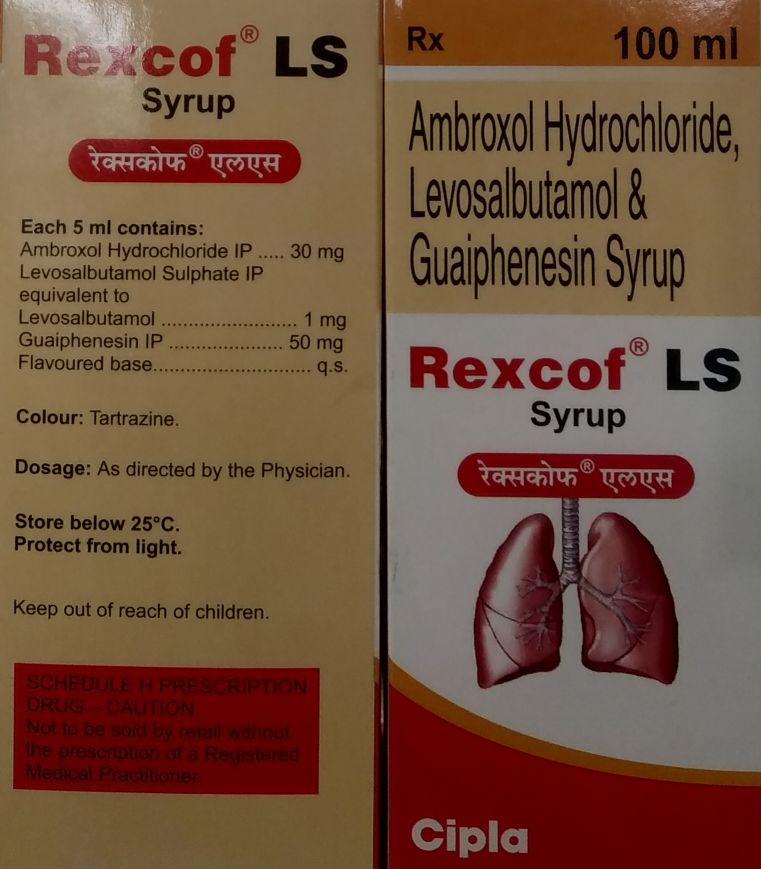 Rexcof® LS
Syrup
रेक्सकोफ® एलएस
Each 5 ml contains:
Ambroxol Hydrochloride IP ..... 30 mg
Levosalbutamol Sulphate IP
equivalent to
Levosalbutamol ......................... 1 mg
Guaiphenesin IP ..................... 50 mg
Flavoured base.............................. q.s.
Colour: Tartrazine.
Dosage: As directed by the Physician.
Store below 25°C.
Protect from light.
Keep out of reach of children.
SCHEDULE H PRESCRIPTION
DRUG – CAUTION
Not to be sold by retail without
the prescription of a Registered
Medical Practitioner
Rx 100 ml
Ambroxol Hydrochloride,
Levosalbutamol &
Guaiphenesin Syrup
Rexcof® LS
Syrup
रेक्सकोफ® एलएस
Cipla